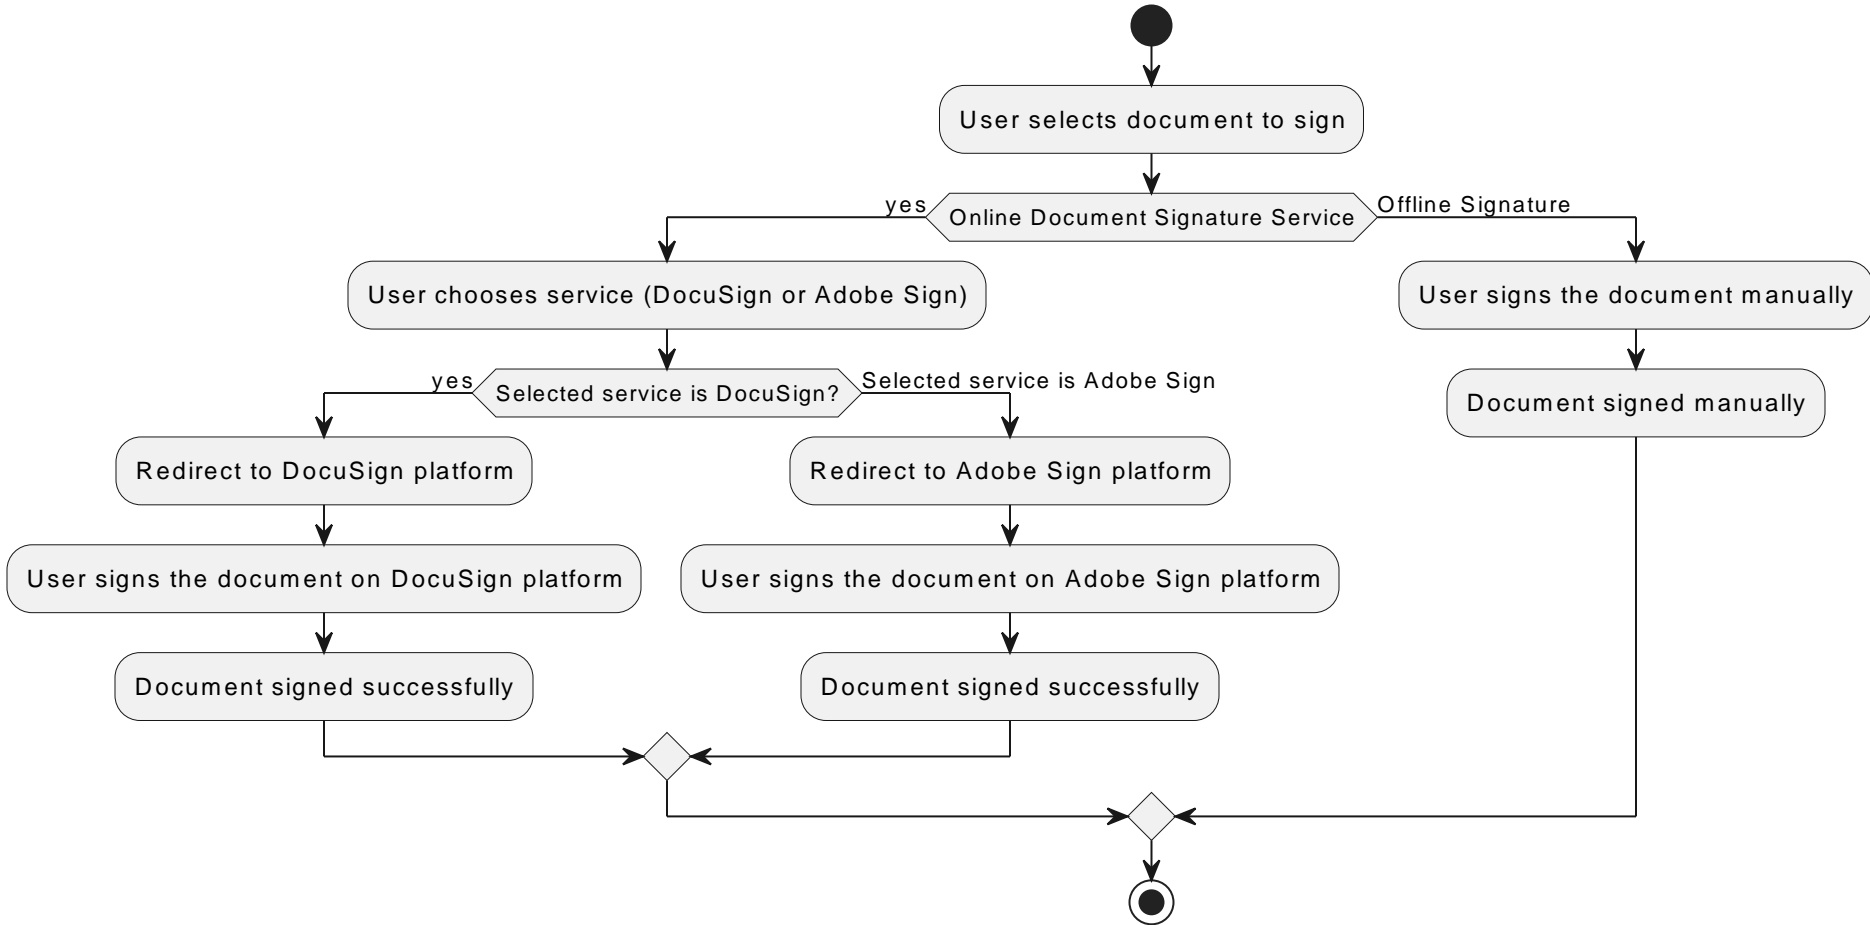 User selects document to sign
yes
Online Document Signature Service
Offline Signature
User chooses service (DocuSign or Adobe Sign)
User signs the document manually
yes
Selected service is DocuSign?
Selected service is Adobe Sign
Document signed manually
Redirect to DocuSign platform
Redirect to Adobe Sign platform
User signs the document on DocuSign platform
User signs the document on Adobe Sign platform
Document signed successfully
Document signed successfully